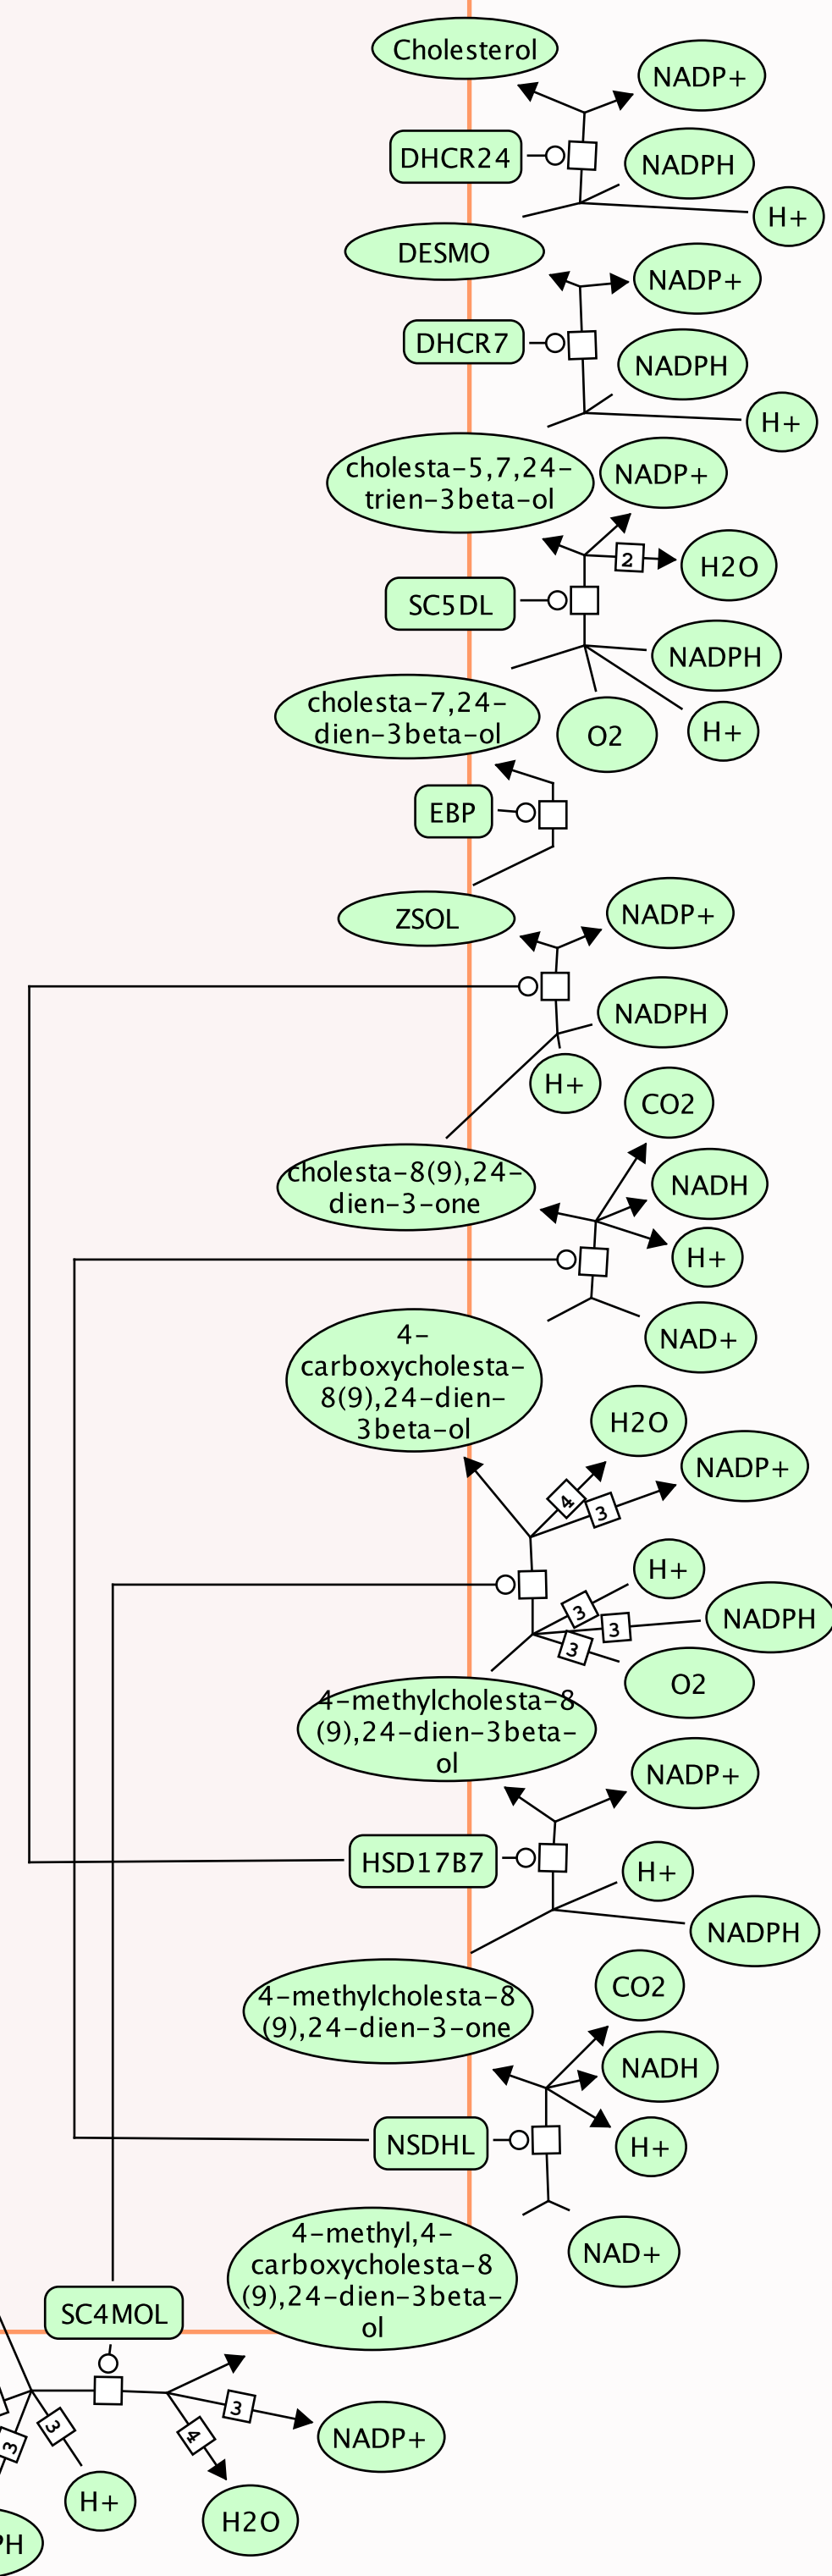 Cholesterol
NADP+
DHCR24
NADPH
H+
DESMO
NADP+
DHCR7
NADPH
H+
cholesta-5,7,24-
trien-3beta-ol
NADP+
2
H2O
SC5DL
NADPH
cholesta-7,24-
dien-3beta-ol
O2
H+
EBP
ZSOL
NADP+
NADPH
H+
CO2
cholesta-8(9),24-
dien-3-one
NADH
H+
NAD+
4-
carboxycholesta-
8(9),24-dien-
3beta-ol
H2O
NADP+
4
3
H+
3
NADPH
3
3
O2
4-methylcholesta-8
(9),24-dien-3beta-
ol
NADP+
HSD17B7
H+
NADPH
4-methylcholesta-8
(9),24-dien-3-one
CO2
NADH
NSDHL
H+
4-methyl,4-
carboxycholesta-8
(9),24-dien-3beta-
ol
NAD+
SC4MOL
3
NADP+
3
4
3
H+
H2O
PH